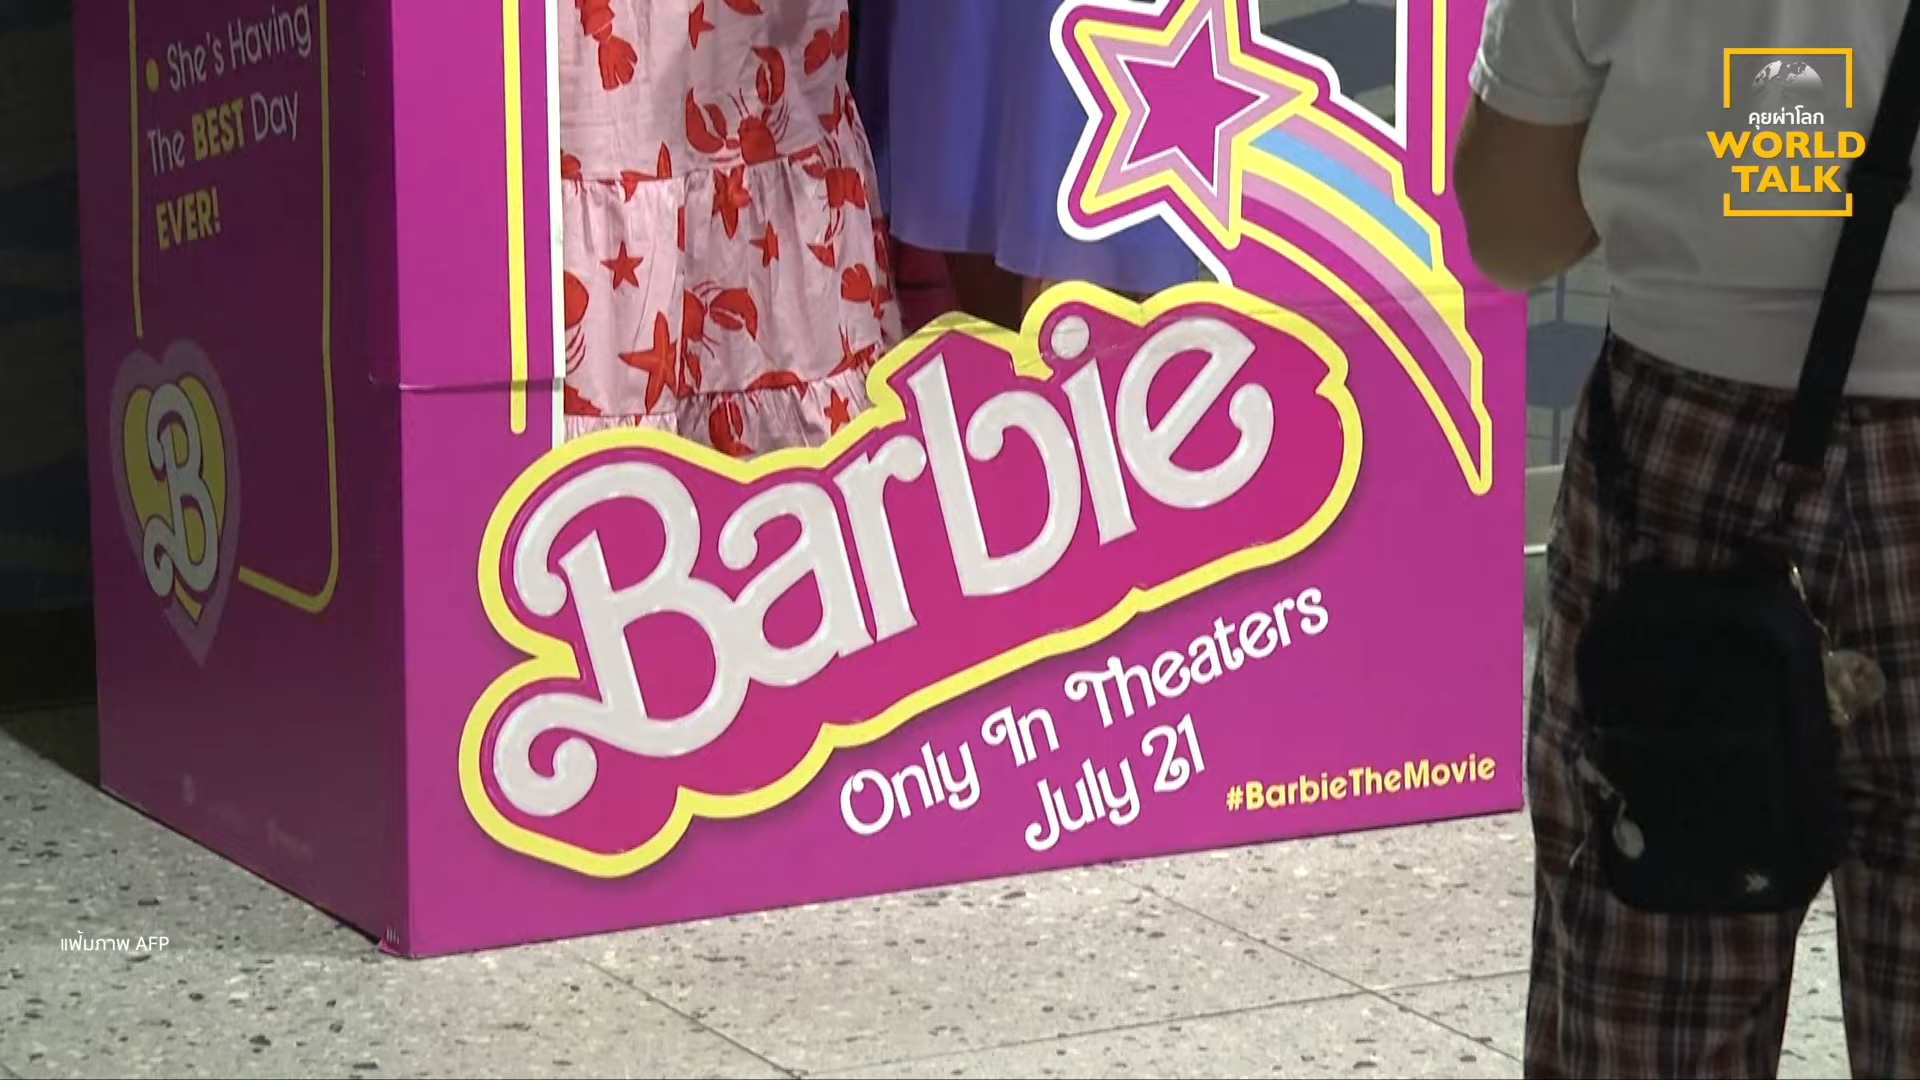 She's Having
The BEST Day
EVER!
B
Barbie
Only In Theaters
July 21
#BarbieTheMovie
คุยผ่าโลก
WORLD
TALK
แฟ้มภาพ AFP